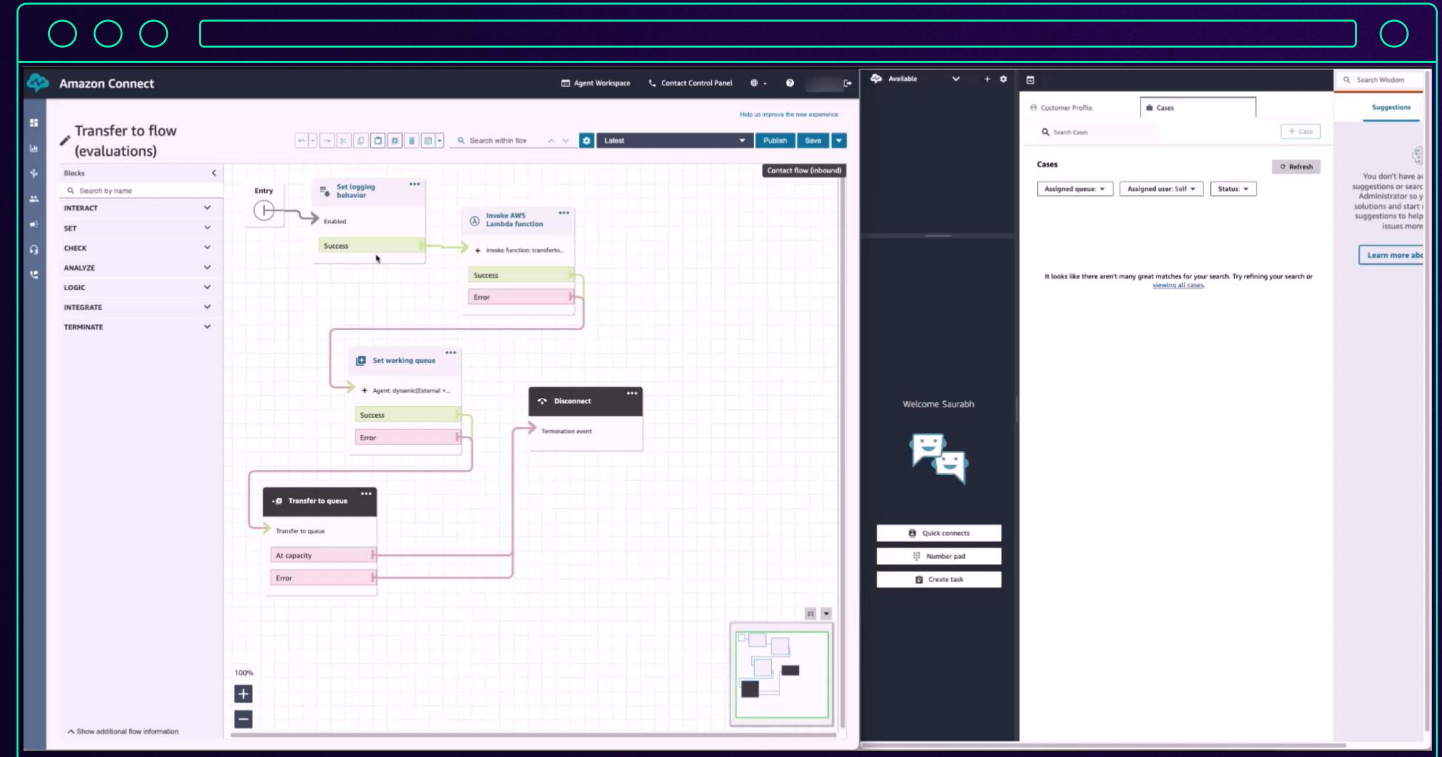 Amazon Connect
Agent Workspace
Contact Control Panel
Help us improve the new experience
Transfer to flow
(evaluations)
Search within flow
Latest
Publish
Save
Contact flow (inbound)
Blocks
Search by name
INTERACT
SET
CHECK
ANALYZE
LOGIC
INTEGRATE
TERMINATE
Show additional flow information
Entry
Set logging
behavior
Enabled
Success
Invoke AWS
Lambda function
Invoke function: transferto...
Success
Error
Set working queue
Agent: dynamic(External >...
Success
Error
Disconnect
Termination event
Transfer to queue
Transfer to queue
At capacity
Error
100%
Available
Welcome Saurabh
Quick connects
Number pad
Create task
Customer Profile
Cases
Search Cases
+ Case
Cases
Refresh
Assigned queue:
Assigned user: Self
Status:
It looks like there aren't many great matches for your search. Try refining your search or
viewing all cases.
Search Wisdom
Suggestions
You don't have a
suggestions or searc
Administrator so y
solutions and start
suggestions to help
issues more
Learn more abo